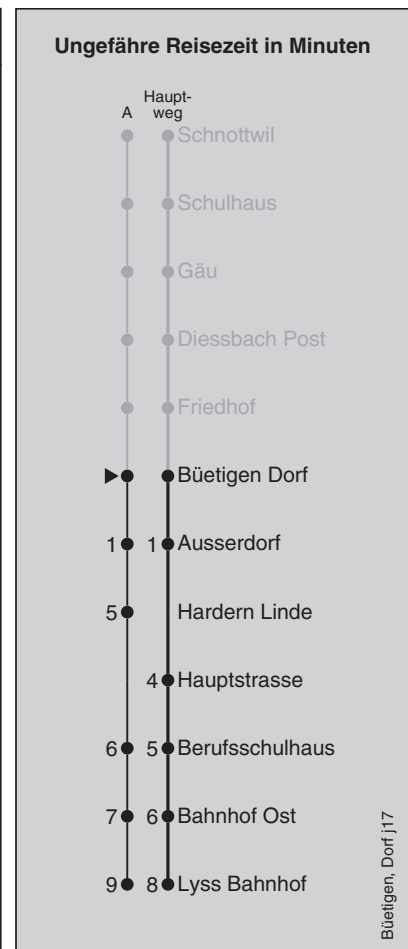 Ungefähre Reisezeit in Minuten
A Haupt-
weg
Schnottwil
Schulhaus
Gäu
Diessbach Post
Friedhof
Büetigen Dorf
1 1 Ausserdorf
5 Hardern Linde
4 Hauptstrasse
6 5 Berufsschulhaus
7 6 Bahnhof Ost
9 8 Lyss Bahnhof
Büetigen, Dorf j17